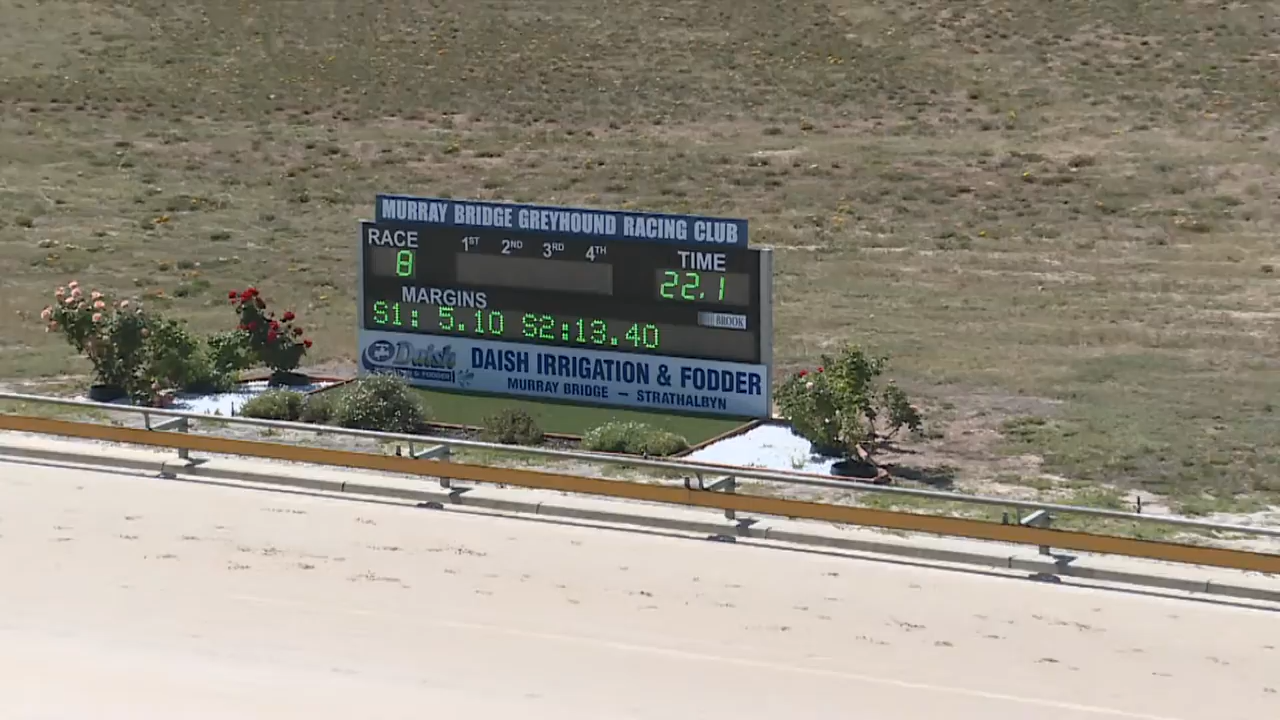 MURRAY BRIDGE GREYHOUND RACING CLUB
RACE 1ST 2ND 3RD 4TH TIME
8 22.1
MARGINS
S1: 5.10 S2:13.40
BROOK
Daish DAISH IRRIGATION & FODDER
& FODDER MURRAY BRIDGE — STRATHALBYN